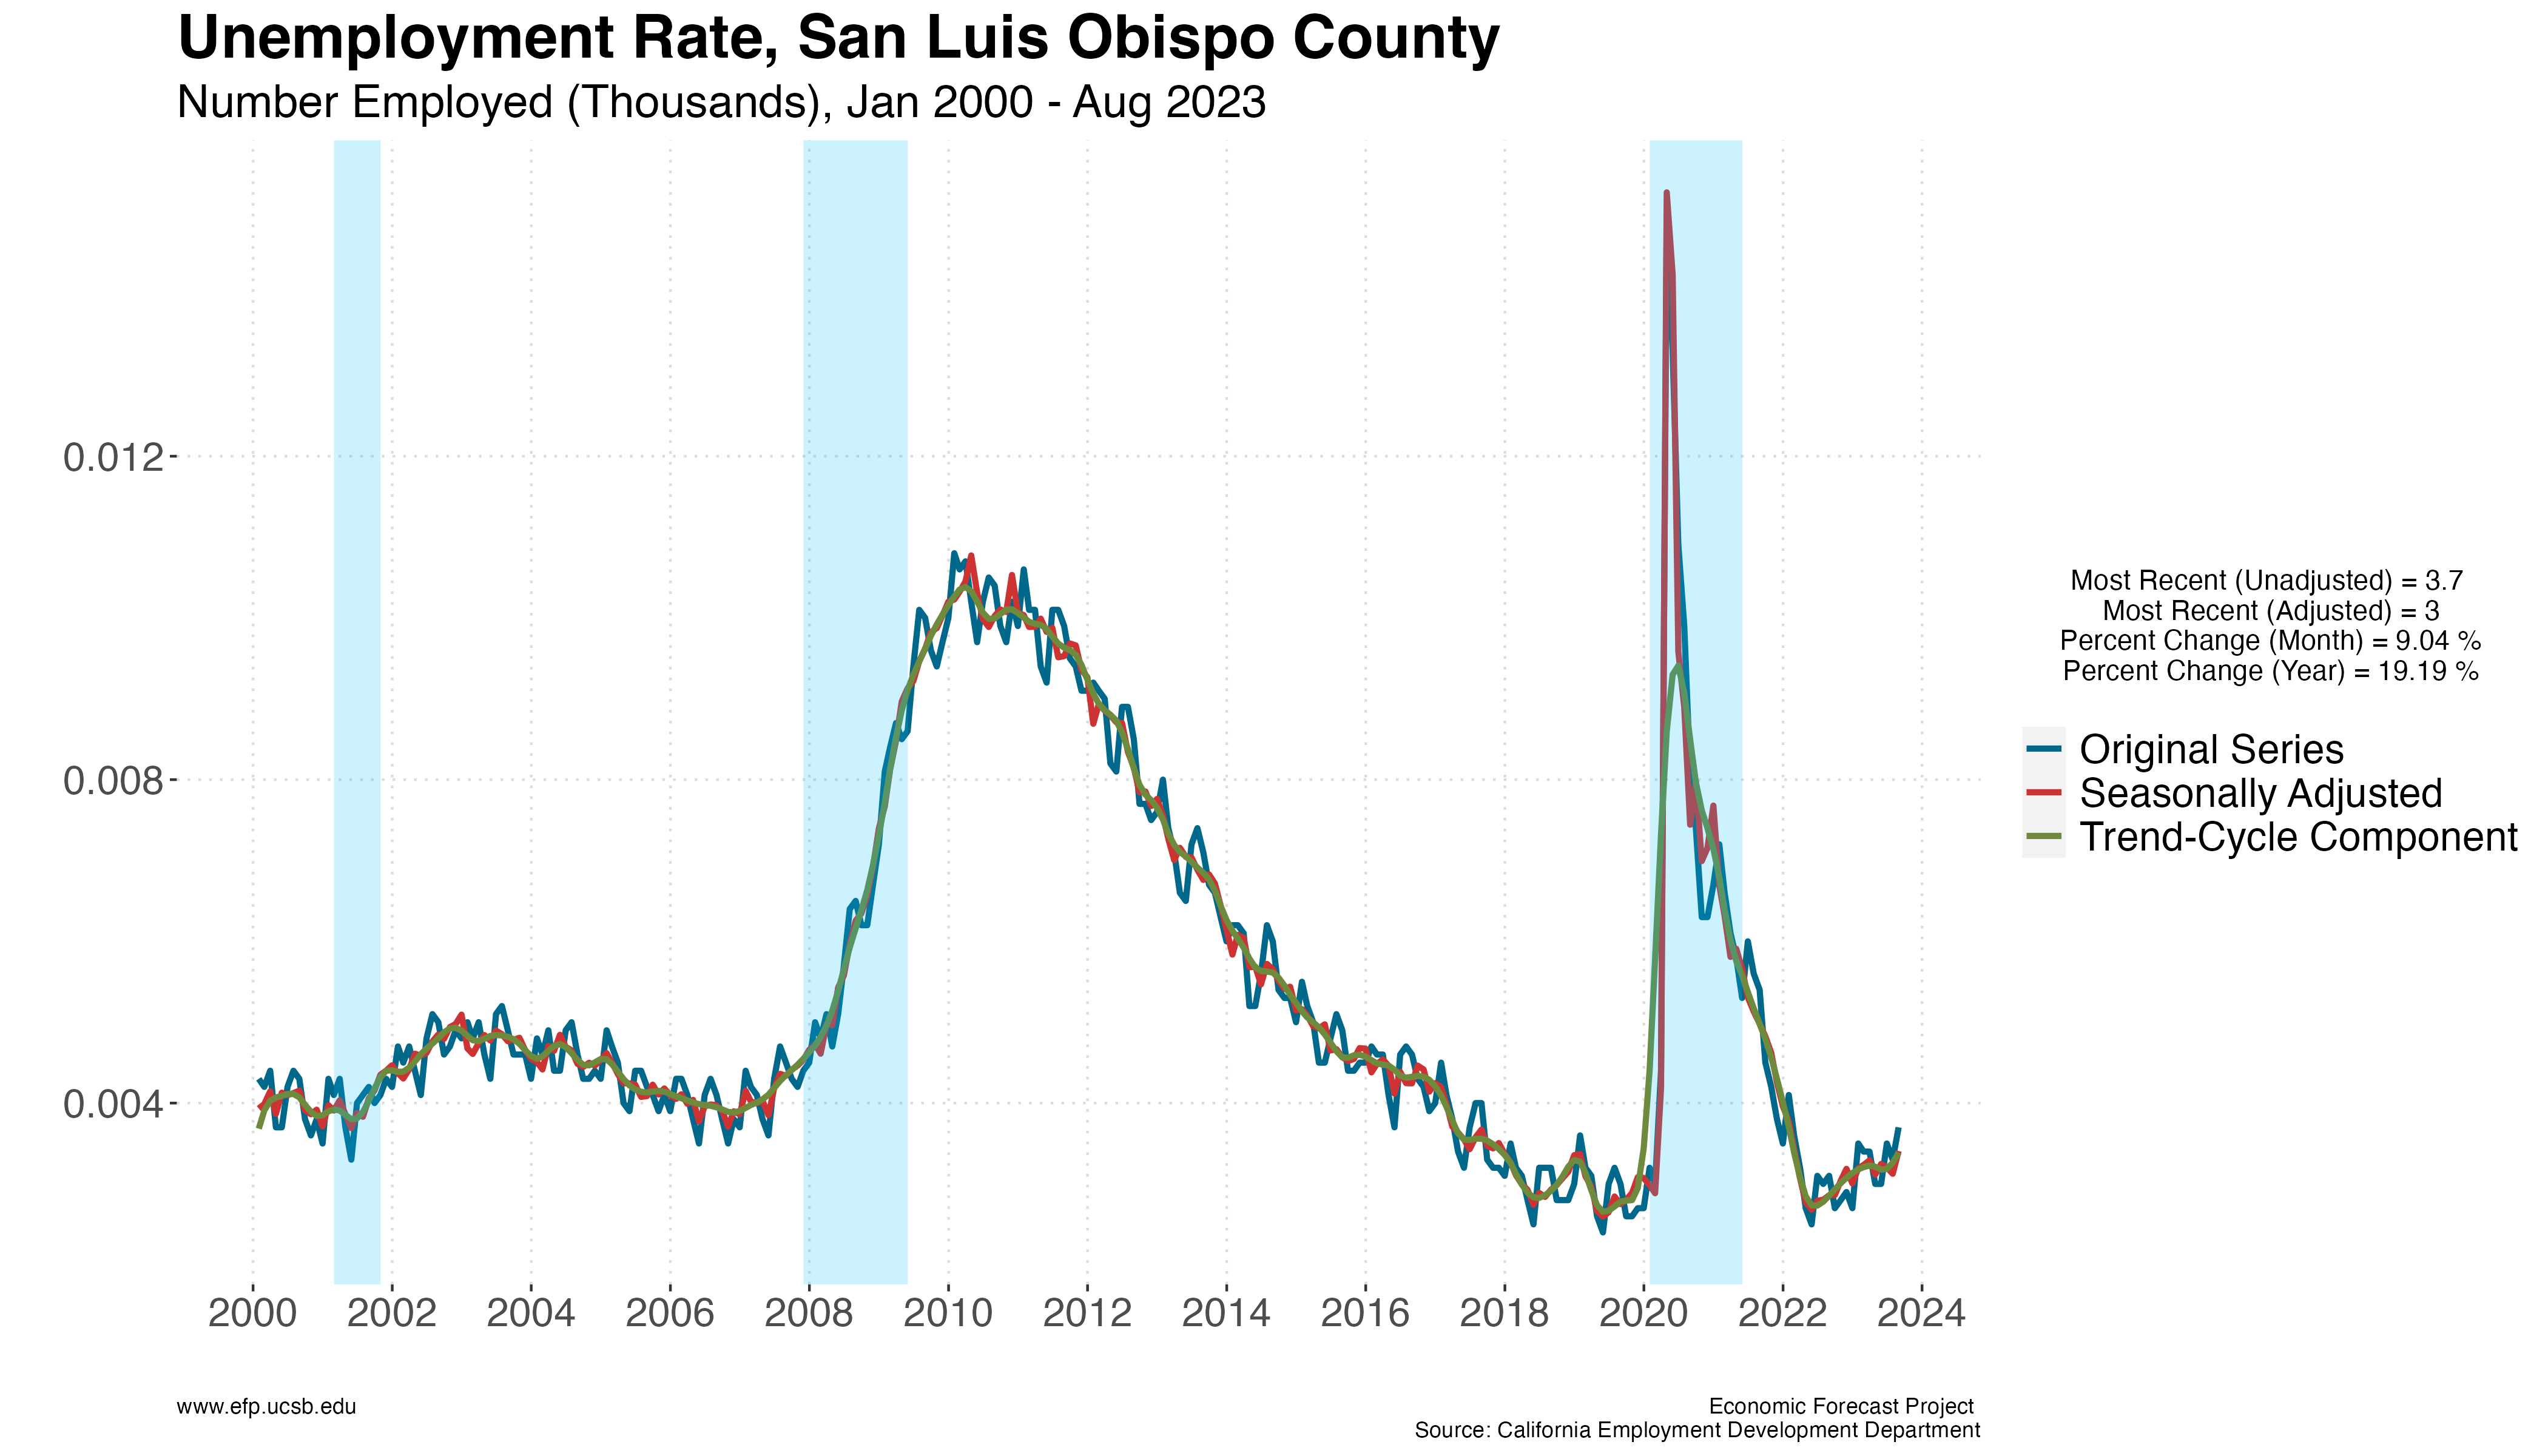 Unemployment Rate, San Luis Obispo County
Number Employed (Thousands), Jan 2000 - Aug 2023
0.012
0.008
0.004
2000 2002 2004 2006 2008 2010 2012 2014 2016 2018 2020 2022 2024
Most Recent (Unadjusted) = 3.7
Most Recent (Adjusted) = 3
Percent Change (Month) = 9.04 %
Percent Change (Year) = 19.19 %
Original Series
Seasonally Adjusted
Trend-Cycle Component
www.efp.ucsb.edu
Economic Forecast Project
Source: California Employment Development Department